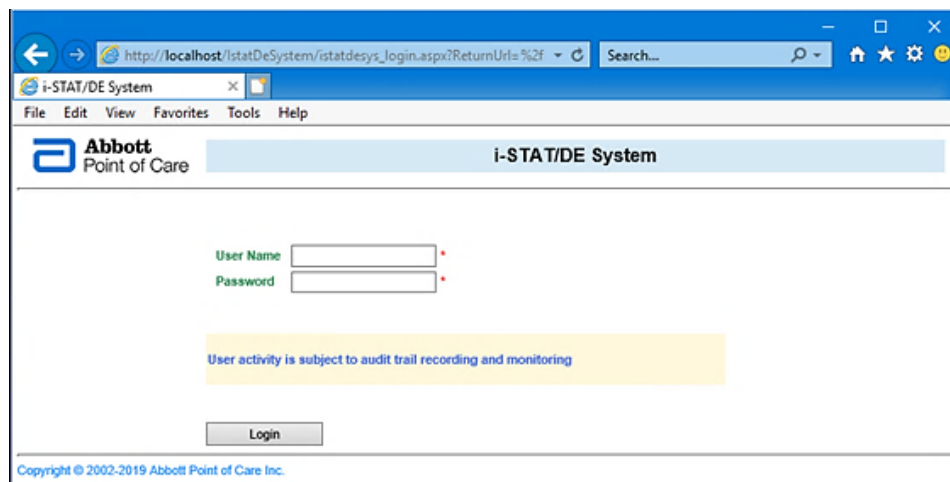 http://localhost/IstatDeSystem/istatdesys_login.aspx?ReturnUrl=%2f
Search...
i-STAT/DE System
File Edit View Favorites Tools Help
Abbott
Point of Care
i-STAT/DE System
User Name *
Password *
User activity is subject to audit trail recording and monitoring
Login
Copyright © 2002-2019 Abbott Point of Care Inc.